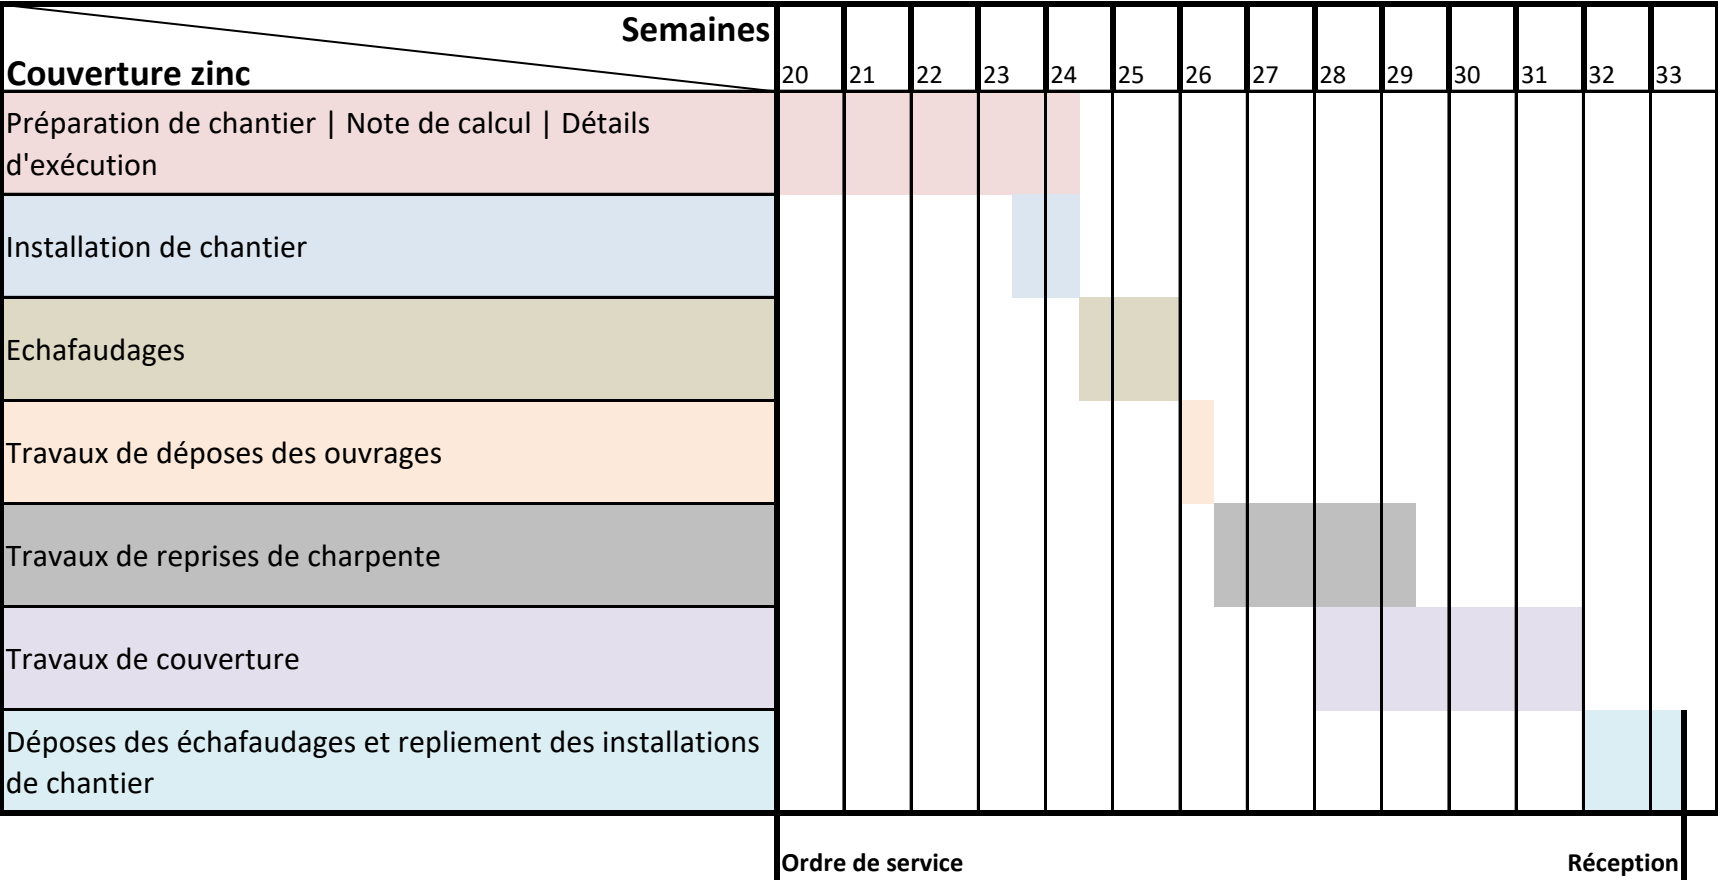 Semaines
Couverture zinc
20 21 22 23 24 25 26 27 28 29 30 31 32 33
Préparation de chantier | Note de calcul | Détails
d'exécution
Installation de chantier
Echafaudages
Travaux de déposes des ouvrages
Travaux de reprises de charpente
Travaux de couverture
Déposes des échafaudages et repliement des installations
de chantier
Ordre de service Réception